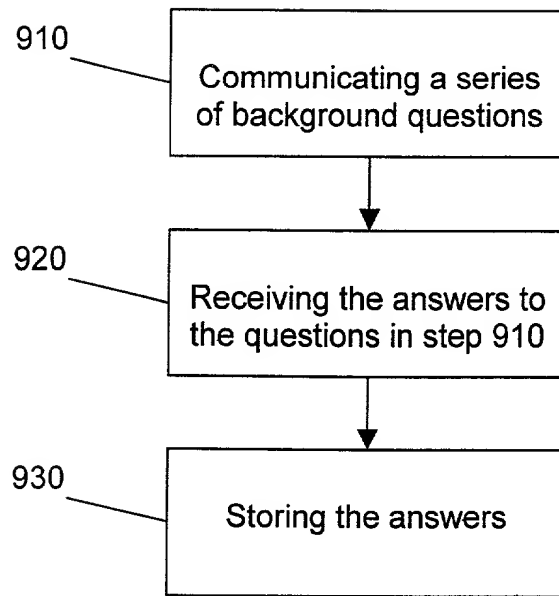 910
Communicating a series
of background questions
920
Receiving the answers to
the questions in step 910
930
Storing the answers